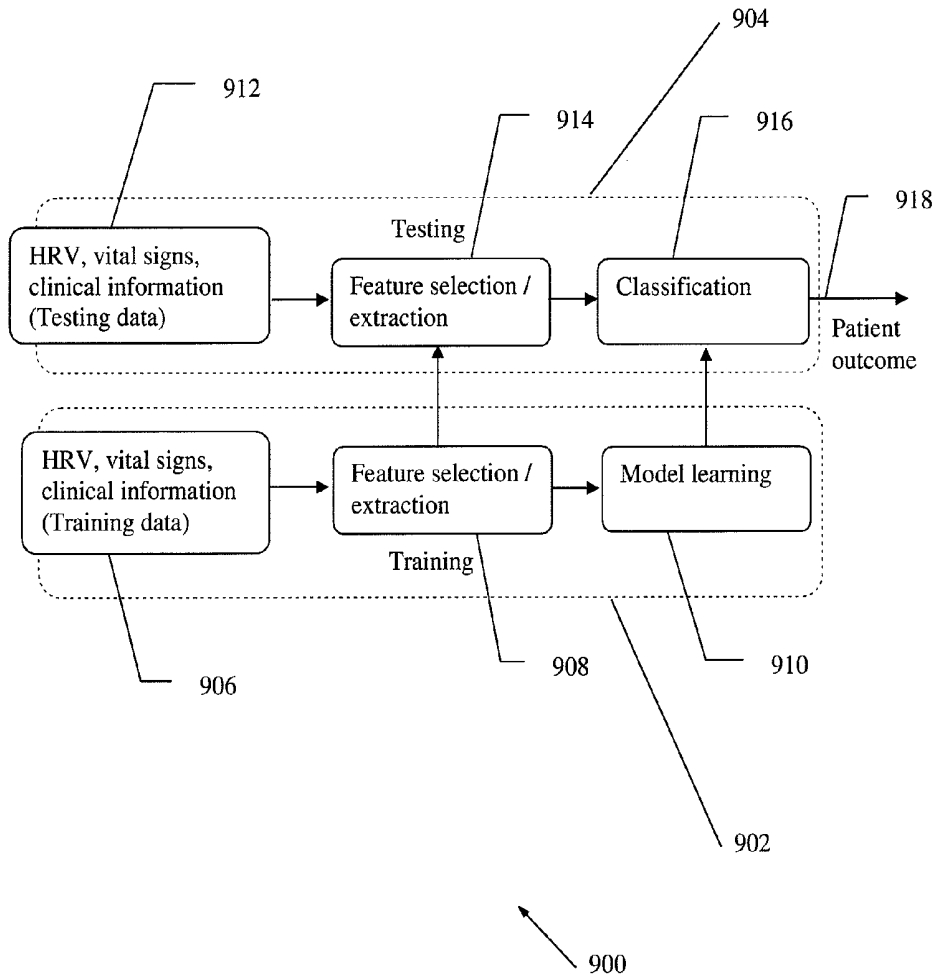 904
912
914
916
918
Testing
HRV, vital signs,
clinical information
(Testing data)
Feature selection /
extraction
Classification
Patient
outcome
HRV, vital signs,
clinical information
(Training data)
Feature selection /
extraction
Model learning
Training
906
908
910
902
900